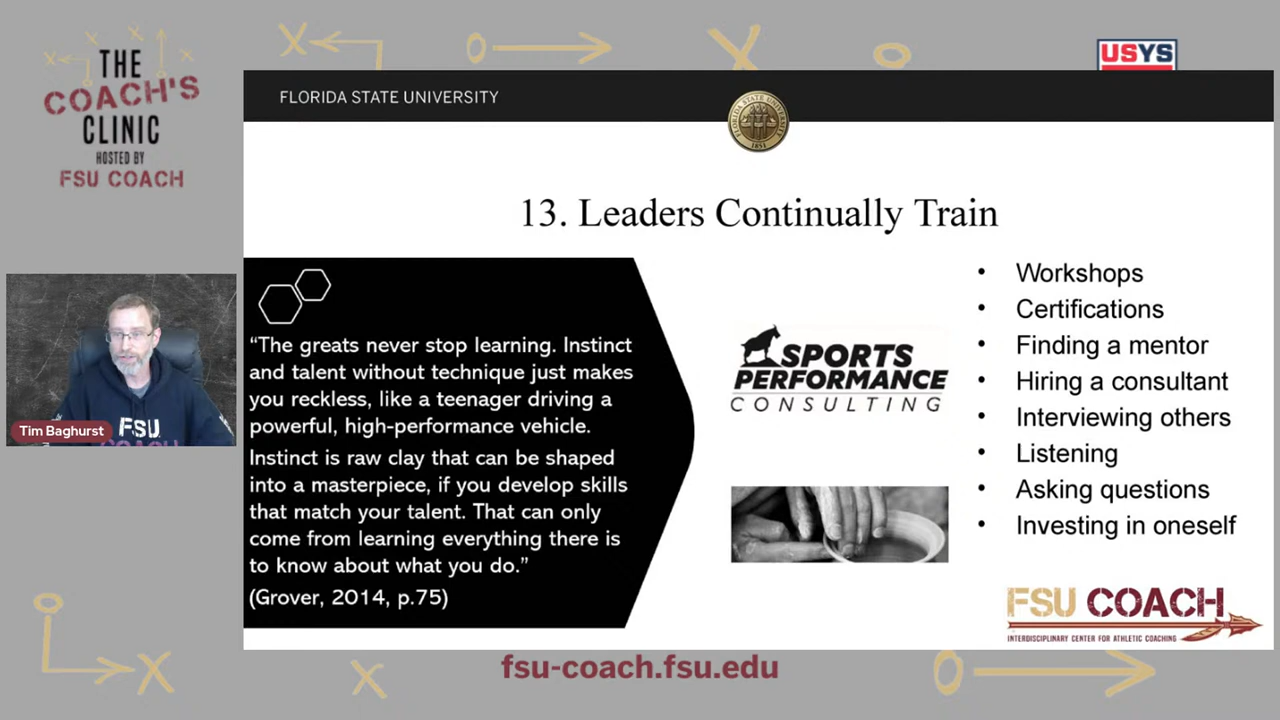 THE
COACH'S
CLINIC
HOSTED BY
FSU COACH
USYS
FLORIDA STATE UNIVERSITY
FLORIDA STATE UNIVERSITY
1851
13. Leaders Continually Train
“The greats never stop learning. Instinct
and talent without technique just makes
you reckless, like a teenager driving a
powerful, high-performance vehicle.
Instinct is raw clay that can be shaped
into a masterpiece, if you develop skills
that match your talent. That can only
come from learning everything there is
to know about what you do.”
(Grover, 2014, p.75)
SPORTS
PERFORMANCE
CONSULTING
• Workshops
• Certifications
• Finding a mentor
• Hiring a consultant
• Interviewing others
• Listening
• Asking questions
• Investing in oneself
FSU COACH
INTERDISCIPLINARY CENTER FOR ATHLETIC COACHING
FSU
Tim Baghurst
fsu-coach.fsu.edu